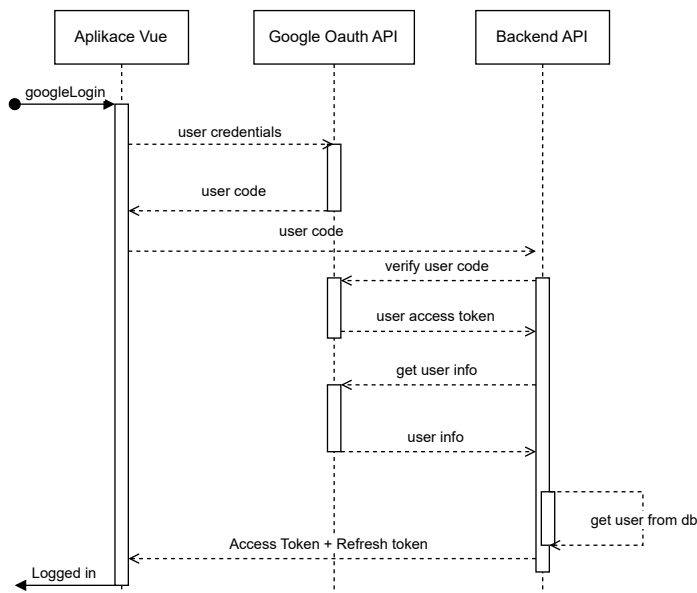 Aplikace Vue
Google Oauth API
Backend API
googleLogin
user credentials
user code
user code
verify user code
user access token
get user info
user info
get user from db
Access Token + Refresh token
Logged in